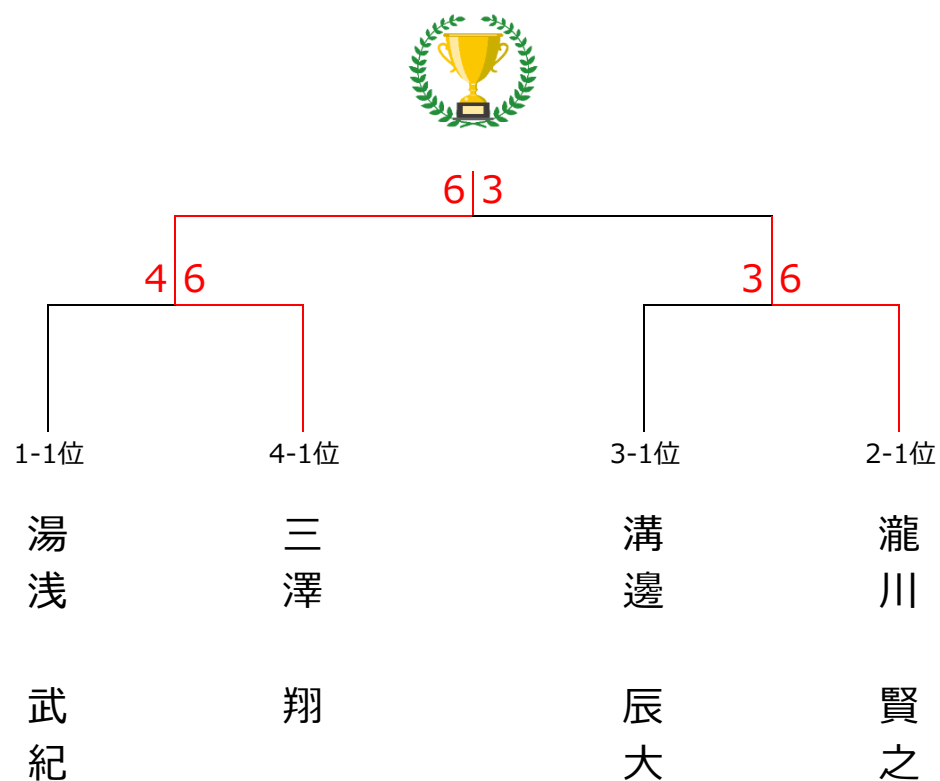 6 3
4 6
3 6
1-1位
4-1位
3-1位
2-1位
湯浅 武紀
三澤 翔
溝邊 辰大
瀧川 賢之